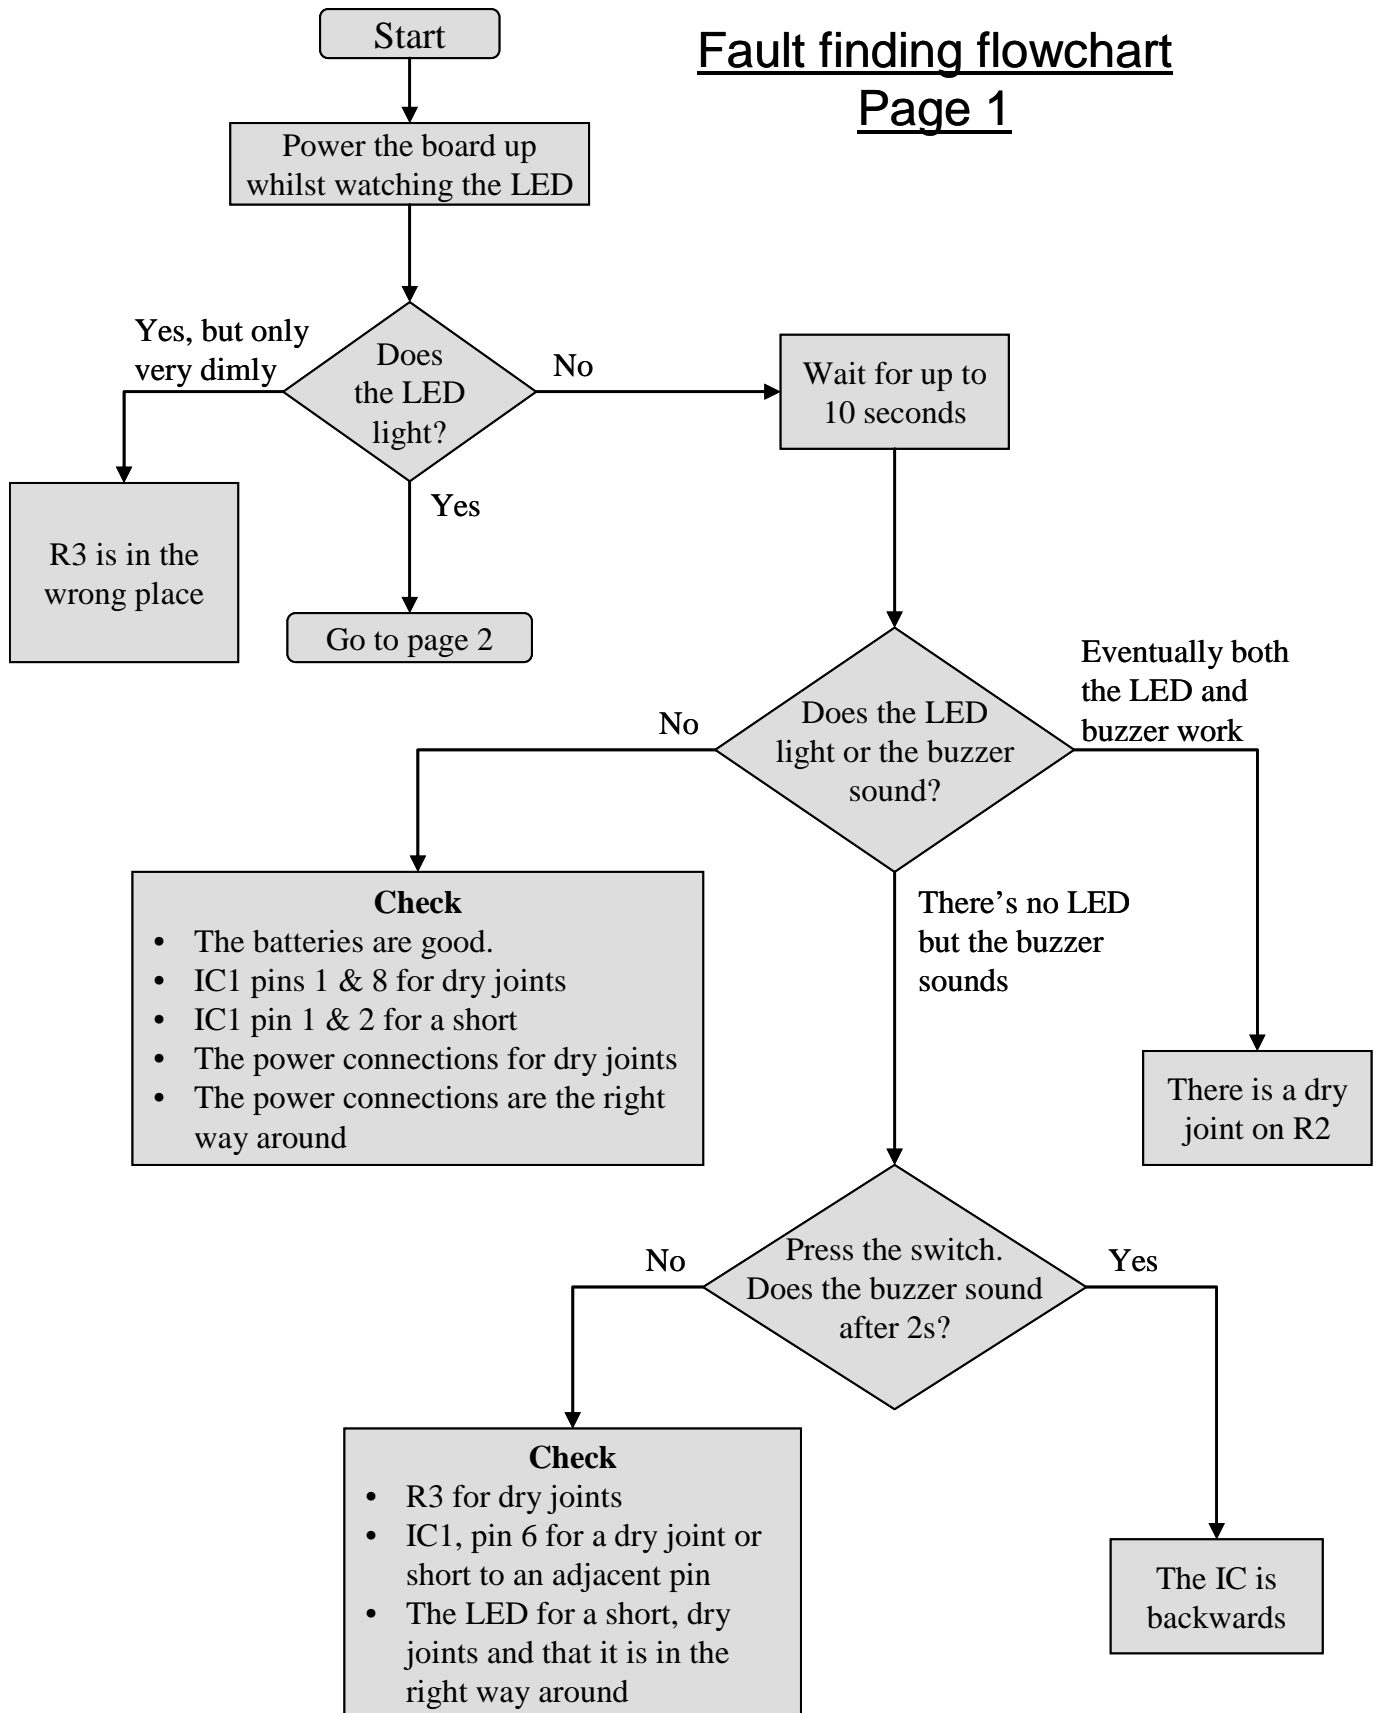 Start
Fault finding flowchart
Page 1
Power the board up
whilst watching the LED
Yes, but only
very dimly
Does
the LED
light?
No
Wait for up to
10 seconds
Yes
R3 is in the
wrong place
Go to page 2
Eventually both
the LED and
buzzer work
No
Does the LED
light or the buzzer
sound?
Check
• The batteries are good.
• IC1 pins 1 & 8 for dry joints
• IC1 pin 1 & 2 for a short
• The power connections for dry joints
• The power connections are the right
way around
There’s no LED
but the buzzer
sounds
There is a dry
joint on R2
No
Press the switch.
Does the buzzer sound
after 2s?
Yes
Check
• R3 for dry joints
• IC1, pin 6 for a dry joint or
short to an adjacent pin
• The LED for a short, dry
joints and that it is in the
right way around
The IC is
backwards